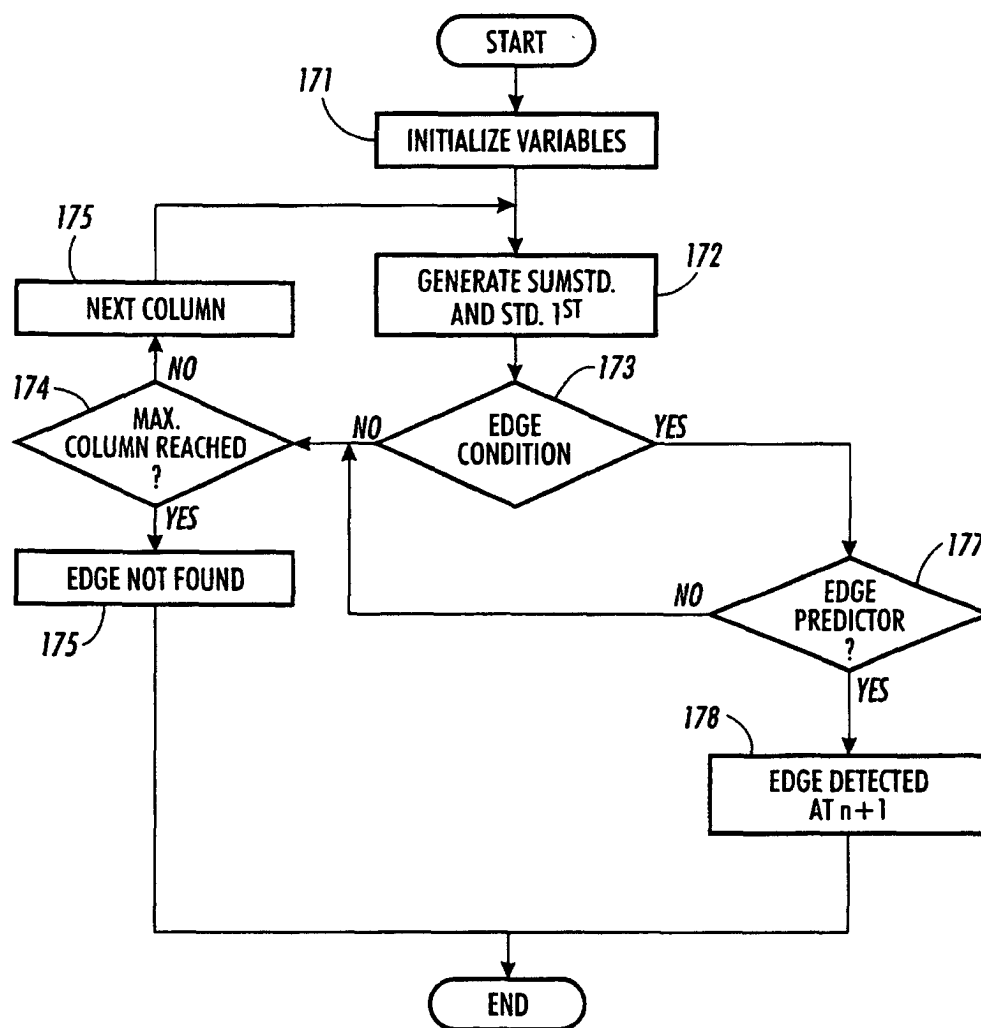 START
171
INITIALIZE VARIABLES
175
NEXT COLUMN
172
GENERATE SUMSTD.
AND STD. 1ST
NO
174
MAX.
COLUMN REACHED
?
YES
173
EDGE
CONDITION
NO
YES
EDGE NOT FOUND
175
177
EDGE
PREDICTOR
?
NO
YES
178
EDGE DETECTED
AT n+1
END